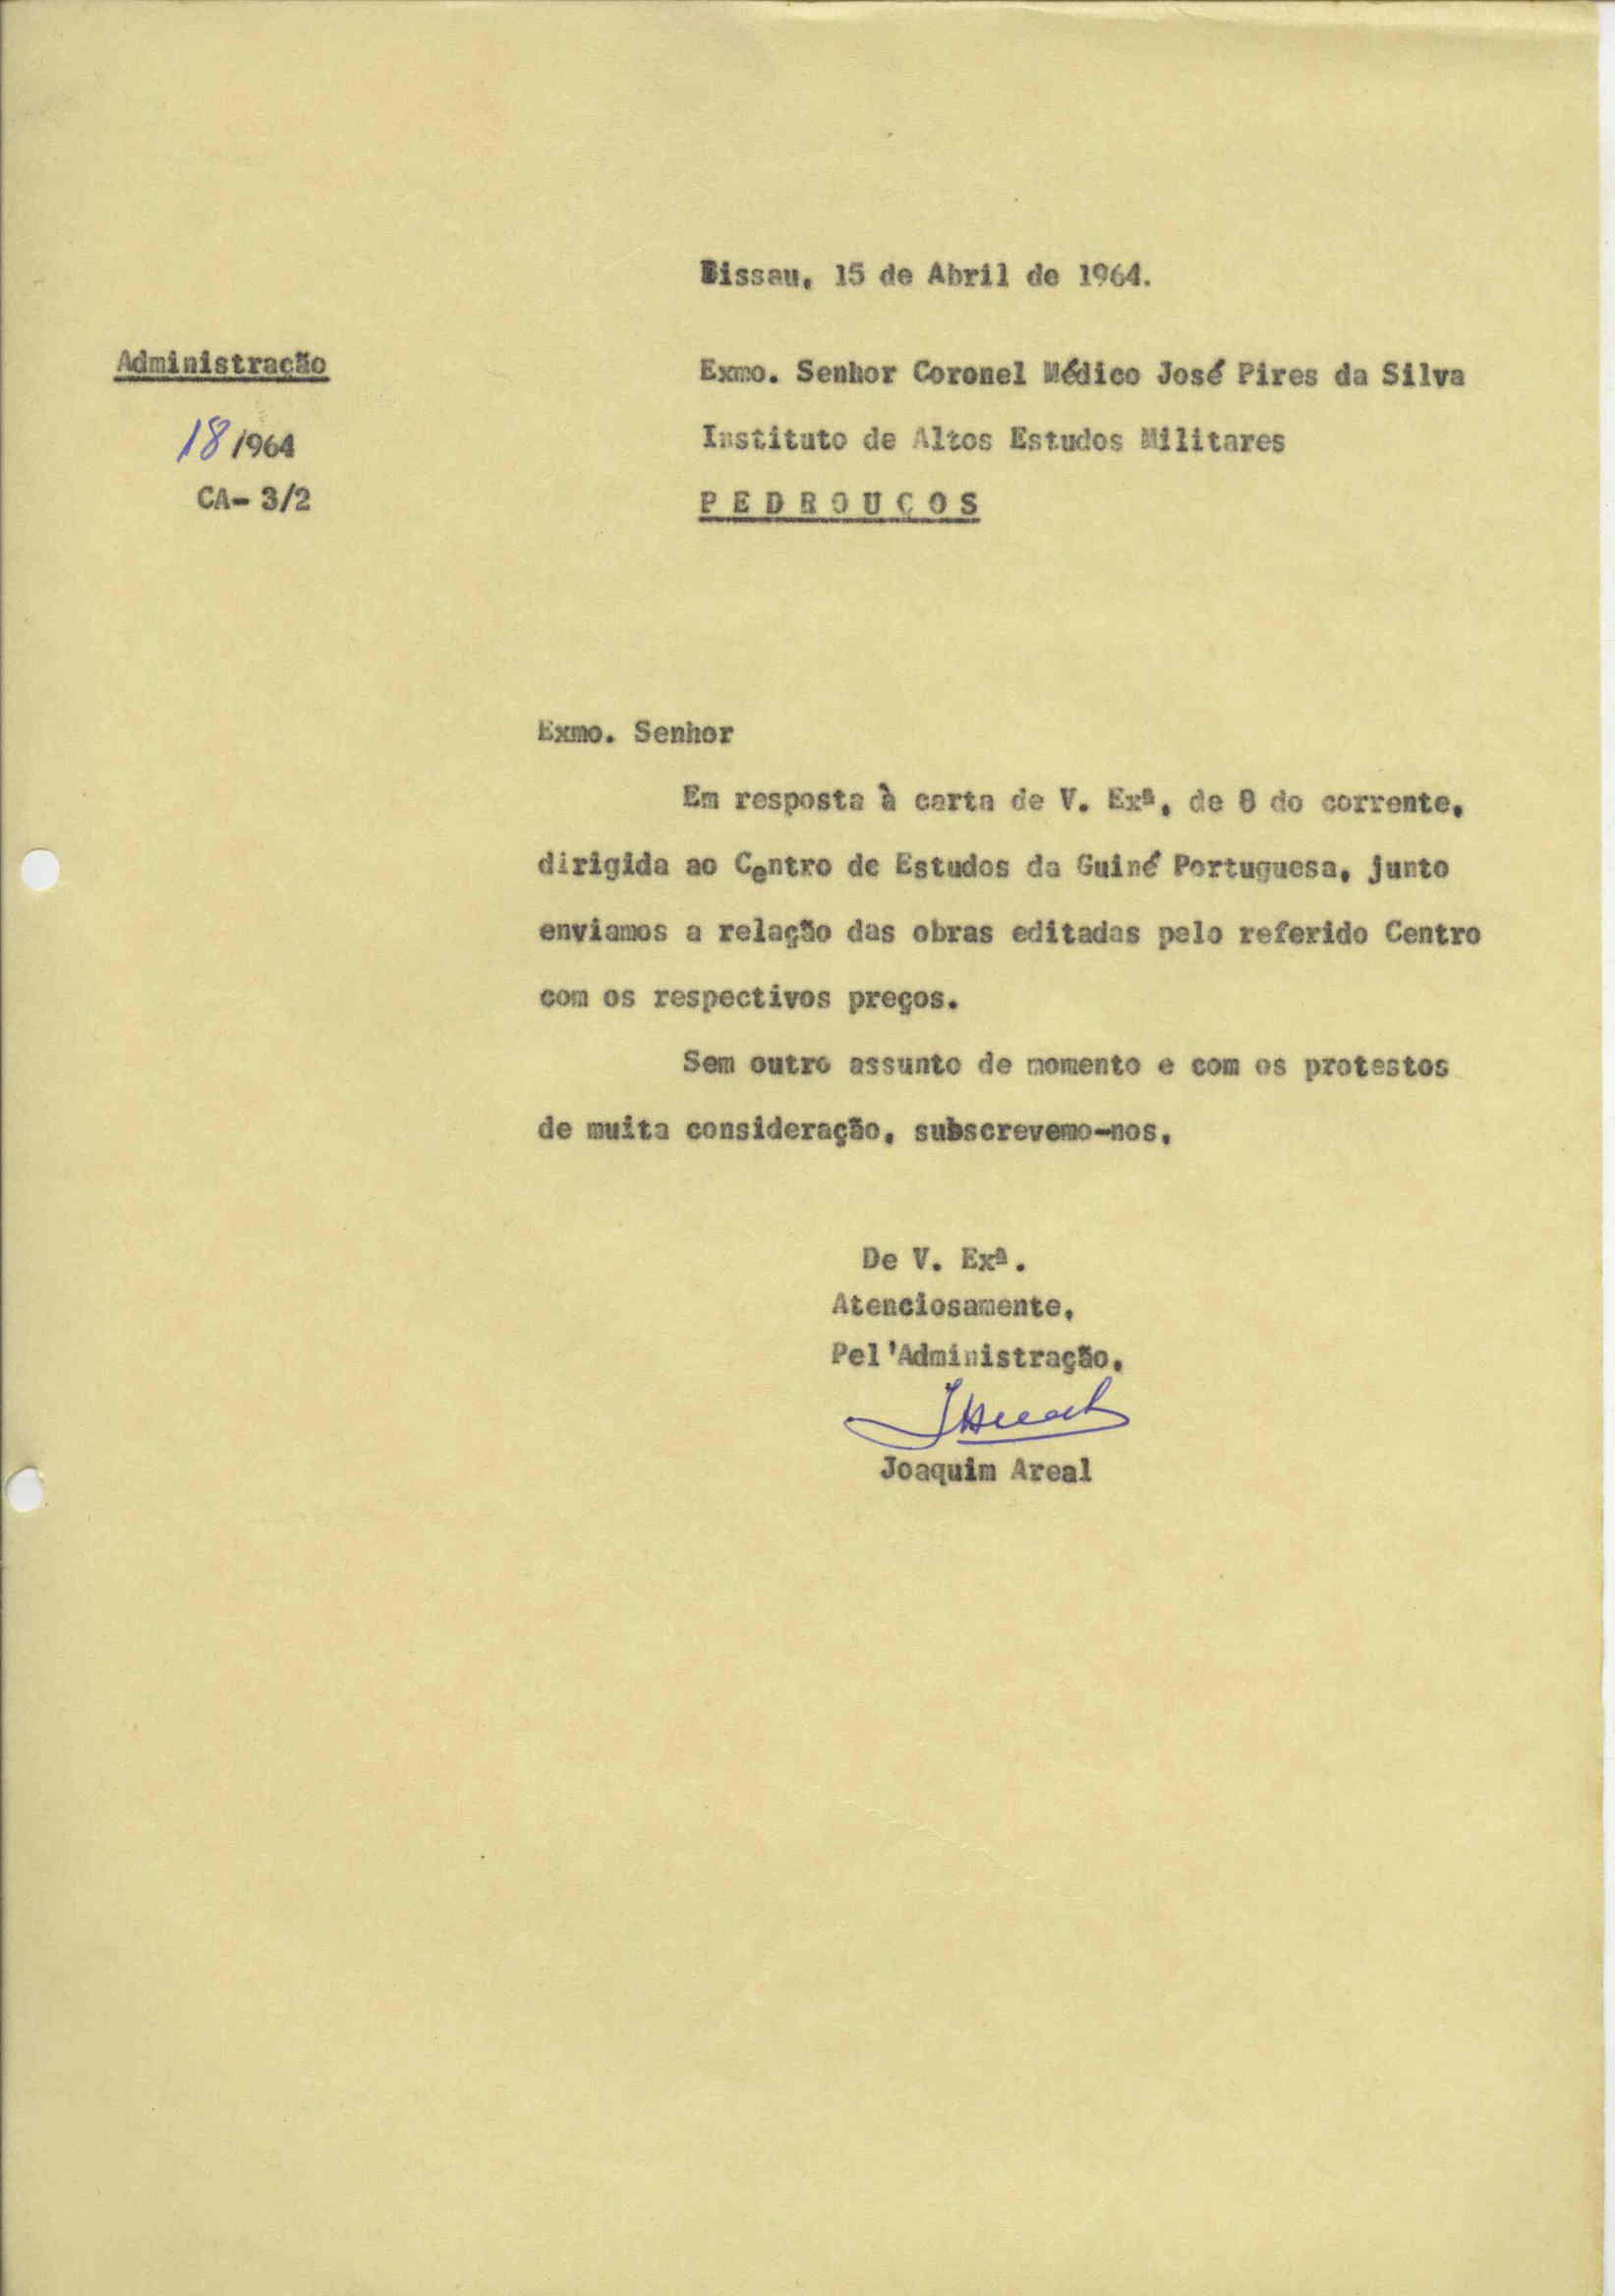 Bissau, 15 de Abril de 1964.
Administração
18/1964
CA- 3/2
Exmo. Senhor Coronel Médico José Pires da Silva
Instituto de Altos Estudos Militares
P E D R O U Ç O S
Exmo. Senhor
Em resposta à carta de V. Exª, de 8 do corrente,
dirigida ao Centro de Estudos da Guiné Portuguesa, junto
enviamos a relação das obras editadas pelo referido Centro
com os respectivos preços.
Sem outro assunto de momento e com os protestos
de muita consideração, subscrevemo-nos,
De V. Exª.
Atenciosamente,
Pel'Administração,
JAreal
Joaquim Areal